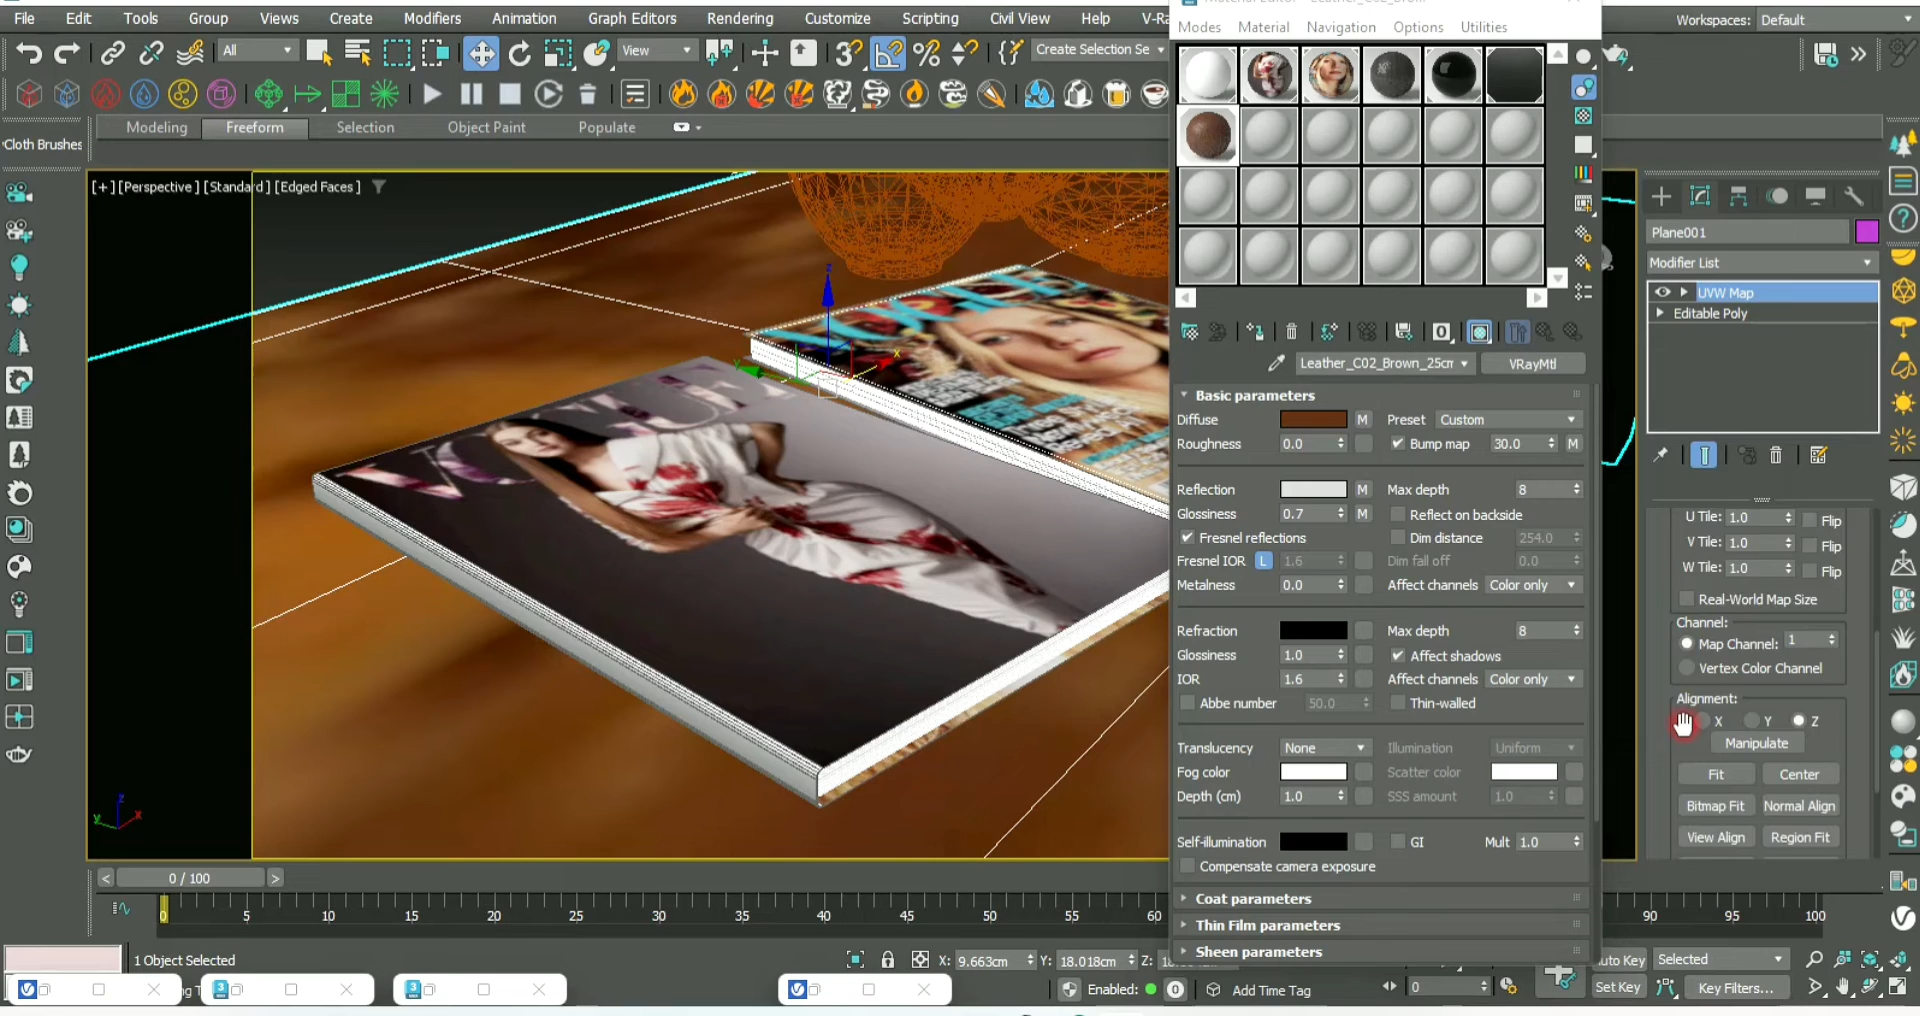 File Edit Tools Group Views Create Modifiers Animation Graph Editors Rendering Customize Scripting Civil View Help V-Ra
Modes Material Navigation Options Utilities
Workspaces: Default
All View Create Selection Se
Modeling Freeform Selection Object Paint Populate
Cloth Brushes
[+][Perspective][Standard][Edged Faces]
VOGUE
Leather_C02_Brown_25cm VRayMtl
Basic parameters
Diffuse M Preset Custom
Roughness 0.0 Bump map 30.0 M
Reflection M Max depth 8
Glossiness 0.7 M Reflect on backside
Fresnel reflections Dim distance 254.0
Fresnel IOR L 1.6 Dim fall off 0.0
Metalness 0.0 Affect channels Color only
Refraction Max depth 8
Glossiness 1.0 Affect shadows
IOR 1.6 Affect channels Color only
Abbe number 50.0 Thin-walled
Translucency None Illumination Uniform
Fog color Scatter color
Depth (cm) 1.0 SSS amount 1.0
Self-illumination GI Mult 1.0
Compensate camera exposure
Coat parameters
Thin Film parameters
Sheen parameters
Plane001
Modifier List
UVW Map
Editable Poly
U Tile: 1.0 Flip
V Tile: 1.0 Flip
W Tile: 1.0 Flip
Real-World Map Size
Channel:
Map Channel: 1
Vertex Color Channel
Alignment:
X Y Z
Manipulate
Fit Center
Bitmap Fit Normal Align
View Align Region Fit
< 0 / 100 >
0 5 10 15 20 25 30 35 40 45 50 55 60 90 95 100
1 Object Selected X: 9.663cm Y: 18.018cm Z: Auto Key Selected
Enabled: 0 Add Time Tag 0 Set Key Key Filters...